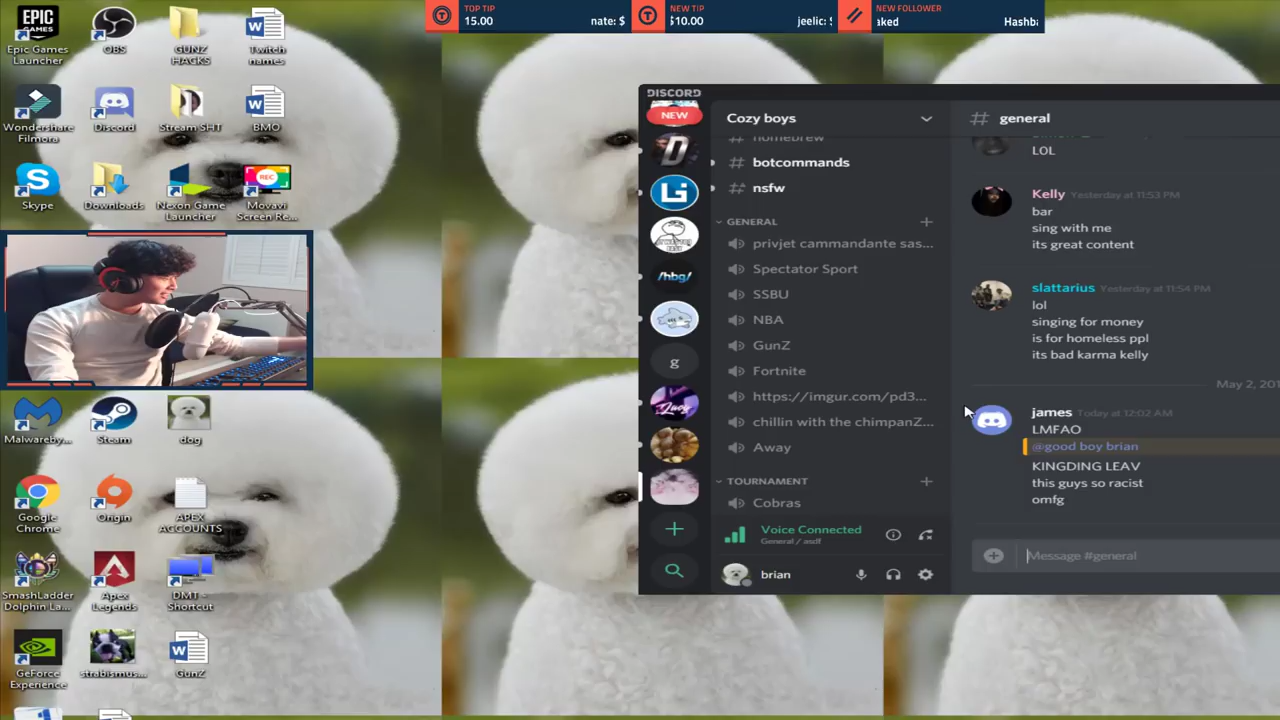 TOP TIP
15.00
nate: $
NEW TIP
$10.00
jeelic: $
NEW FOLLOWER
aked
Hashb
EPIC
GAMES
Epic Games
Launcher
OBS
GUNZ
HACKS
Twitch
names
Wondershare
Filmora
Discord
Stream SHT
BMO
Skype
Downloads
Nexon Game
Launcher
REC
Movavi
Screen Re...
Malwareby...
Steam
dog
Google
Chrome
Origin
APEX
ACCOUNTS
SmashLadder
Dolphin La...
Apex
Legends
DMT -
Shortcut
GeForce
Experience
strabismus...
GunZ
DISCORD
NEW
/hbg/
g
Cozy boys
homebrew
# botcommands
# nsfw
GENERAL
privjet cammandante sas...
Spectator Sport
SSBU
NBA
GunZ
Fortnite
https://imgur.com/pd3...
chillin with the chimpanZ...
Away
TOURNAMENT
Cobras
Voice Connected
General / asdf
brian
# general
LOL
Kelly Yesterday at 11:53 PM
bar
sing with me
its great content
slattarius Yesterday at 11:54 PM
lol
singing for money
is for homeless ppl
its bad karma kelly
May 2, 201
james Today at 12:02 AM
LMFAO
@good boy brian
KINGDING LEAV
this guys so racist
omfg
Message #general